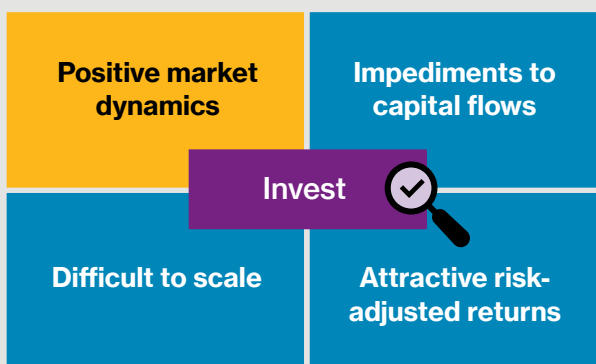 Positive market
dynamics
Impediments to
capital flows
Invest
Difficult to scale
Attractive risk-
adjusted returns